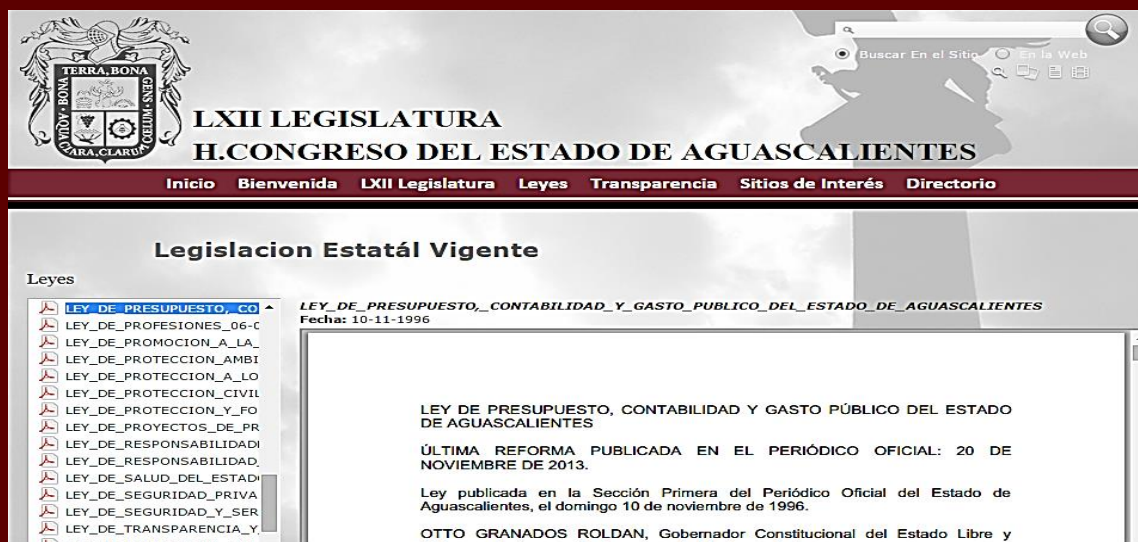 TERRA, BONA
BONA
GENS
AQUA
COELUM
CLARA, CLARUM
Buscar En el Sitio
En la Web
LXII LEGISLATURA
H.CONGRESO DEL ESTADO DE AGUASCALIENTES
Inicio Bienvenida LXII Legislatura Leyes Transparencia Sitios de Interés Directorio
Legislacion Estatál Vigente
Leyes
LEY_DE_PRESUPUESTO,_CO
LEY_DE_PROFESIONES_06-0
LEY_DE_PROMOCION_A_LA_
LEY_DE_PROTECCION_AMBI
LEY_DE_PROTECCION_A_LO
LEY_DE_PROTECCION_CIVIL
LEY_DE_PROTECCION_Y_FO
LEY_DE_PROYECTOS_DE_PR
LEY_DE_RESPONSABILIDAD
LEY_DE_RESPONSABILIDAD_
LEY_DE_SALUD_DEL_ESTAD
LEY_DE_SEGURIDAD_PRIVA
LEY_DE_SEGURIDAD_Y_SER
LEY_DE_TRANSPARENCIA_Y_
LEY_DE_PRESUPUESTO,_CONTABILIDAD_Y_GASTO_PUBLICO_DEL_ESTADO_DE_AGUASCALIENTES
Fecha: 10-11-1996
LEY DE PRESUPUESTO, CONTABILIDAD Y GASTO PÚBLICO DEL ESTADO
DE AGUASCALIENTES
ÚLTIMA REFORMA PUBLICADA EN EL PERIÓDICO OFICIAL: 20 DE
NOVIEMBRE DE 2013.
Ley publicada en la Sección Primera del Periódico Oficial del Estado de
Aguascalientes, el domingo 10 de noviembre de 1996.
OTTO GRANADOS ROLDAN, Gobernador Constitucional del Estado Libre y